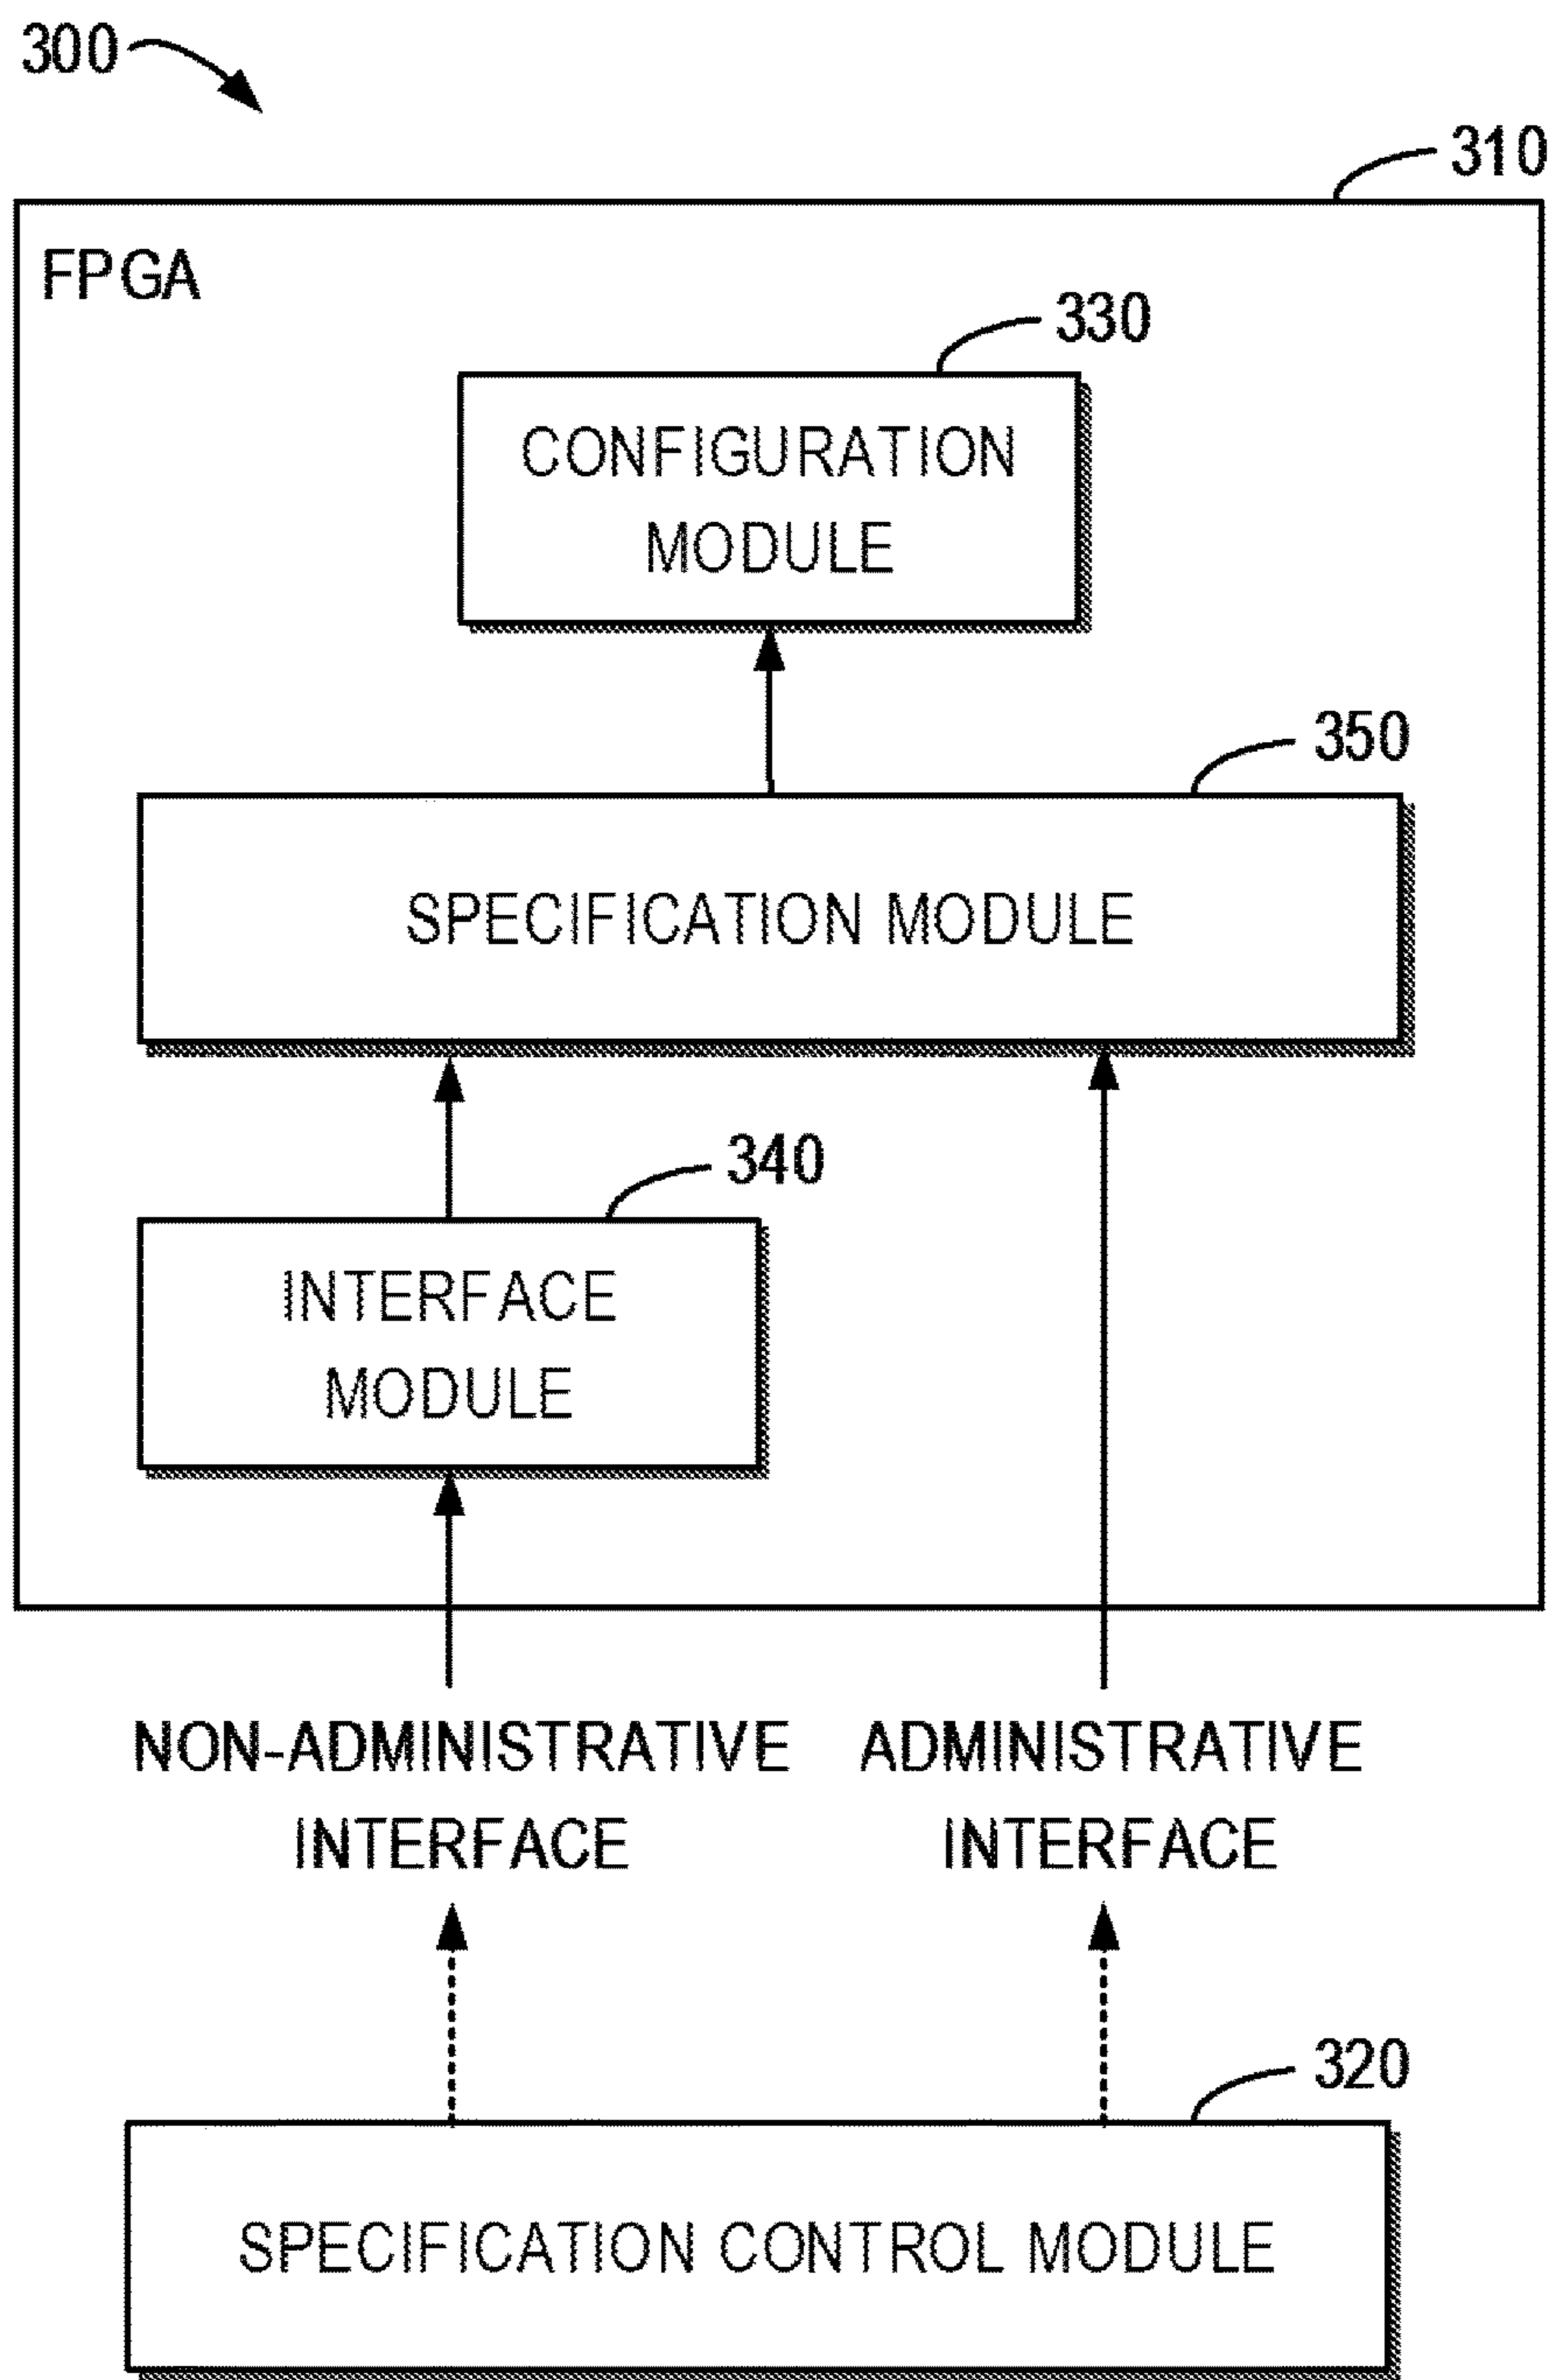 300
310
FPGA
330
CONFIGURATION
MODULE
350
SPECIFICATION MODULE
340
INTERFACE
MODULE
NON-ADMINISTRATIVE
INTERFACE
ADMINISTRATIVE
INTERFACE
320
SPECIFICATION CONTROL MODULE